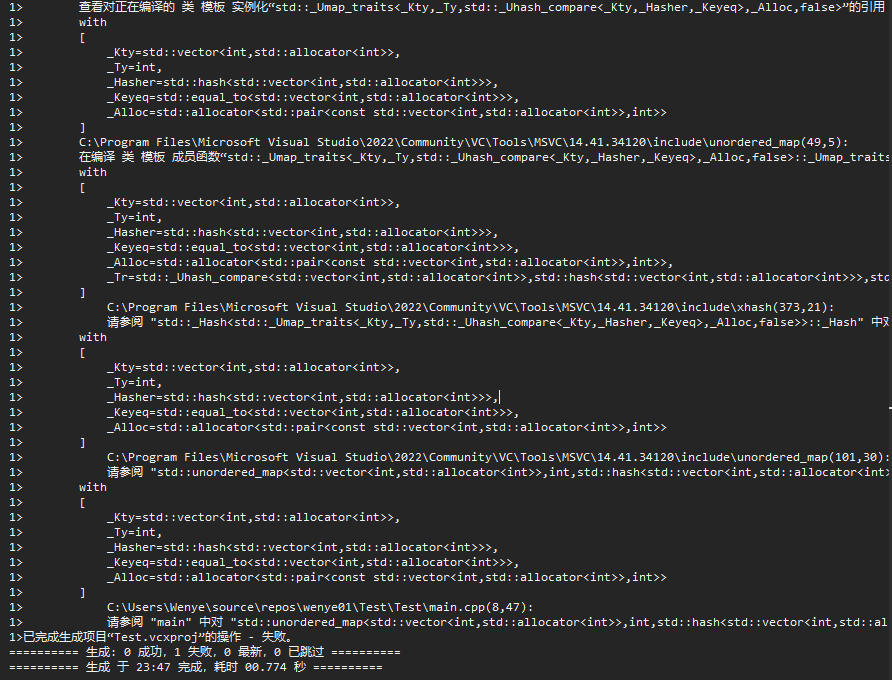 1>        查看对正在编译的 类 模板 实例化“std::_Umap_traits<_Kty,_Ty,std::_Uhash_compare<_Kty,_Hasher,_Keyeq>,_Alloc,false>”的引用
1>        with
1>        [
1>            _Kty=std::vector<int,std::allocator<int>>,
1>            _Ty=int,
1>            _Hasher=std::hash<std::vector<int,std::allocator<int>>>,
1>            _Keyeq=std::equal_to<std::vector<int,std::allocator<int>>>,
1>            _Alloc=std::allocator<std::pair<const std::vector<int,std::allocator<int>>,int>>
1>        ]
1>        C:\Program Files\Microsoft Visual Studio\2022\Community\VC\Tools\MSVC\14.41.34120\include\unordered_map(49,5):
1>        在编译 类 模板 成员函数“std::_Umap_traits<_Kty,_Ty,std::_Uhash_compare<_Kty,_Hasher,_Keyeq>,_Alloc,false>::_Umap_traits
1>        with
1>        [
1>            _Kty=std::vector<int,std::allocator<int>>,
1>            _Ty=int,
1>            _Hasher=std::hash<std::vector<int,std::allocator<int>>>,
1>            _Keyeq=std::equal_to<std::vector<int,std::allocator<int>>>,
1>            _Alloc=std::allocator<std::pair<const std::vector<int,std::allocator<int>>,int>>,
1>            _Tr=std::_Uhash_compare<std::vector<int,std::allocator<int>>,std::hash<std::vector<int,std::allocator<int>>>,std
1>        ]
1>            C:\Program Files\Microsoft Visual Studio\2022\Community\VC\Tools\MSVC\14.41.34120\include\xhash(373,21):
1>            请参阅 "std::_Hash<std::_Umap_traits<_Kty,_Ty,std::_Uhash_compare<_Kty,_Hasher,_Keyeq>,_Alloc,false>>::_Hash" 中对
1>        with
1>        [
1>            _Kty=std::vector<int,std::allocator<int>>,
1>            _Ty=int,
1>            _Hasher=std::hash<std::vector<int,std::allocator<int>>>,
1>            _Keyeq=std::equal_to<std::vector<int,std::allocator<int>>>,
1>            _Alloc=std::allocator<std::pair<const std::vector<int,std::allocator<int>>,int>>
1>        ]
1>            C:\Program Files\Microsoft Visual Studio\2022\Community\VC\Tools\MSVC\14.41.34120\include\unordered_map(101,30):
1>            请参阅 "std::unordered_map<std::vector<int,std::allocator<int>>,int,std::hash<std::vector<int,std::allocator<int>
1>        with
1>        [
1>            _Kty=std::vector<int,std::allocator<int>>,
1>            _Ty=int,
1>            _Hasher=std::hash<std::vector<int,std::allocator<int>>>,
1>            _Keyeq=std::equal_to<std::vector<int,std::allocator<int>>>,
1>            _Alloc=std::allocator<std::pair<const std::vector<int,std::allocator<int>>,int>>
1>        ]
1>            C:\Users\Wenye\source\repos\wenye01\Test\Test\main.cpp(8,47):
1>            请参阅 "main" 中对 "std::unordered_map<std::vector<int,std::allocator<int>>,int,std::hash<std::vector<int,std::al
1>已完成生成项目“Test.vcxproj”的操作 - 失败。
========== 生成: 0 成功，1 失败，0 最新，0 已跳过 ==========
========== 生成 于 23:47 完成，耗时 00.774 秒 ==========